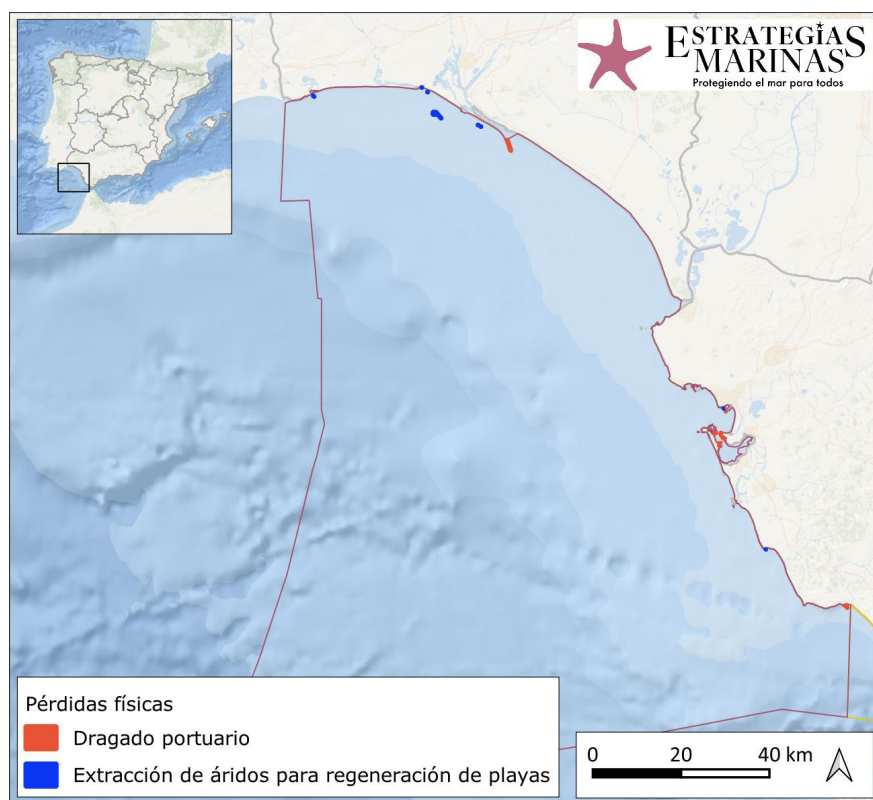 ESTRATEGIAS
MARINAS
Protegiendo el mar para todos
Pérdidas físicas
Dragado portuario
Extracción de áridos para regeneración de playas
0 20 40 km